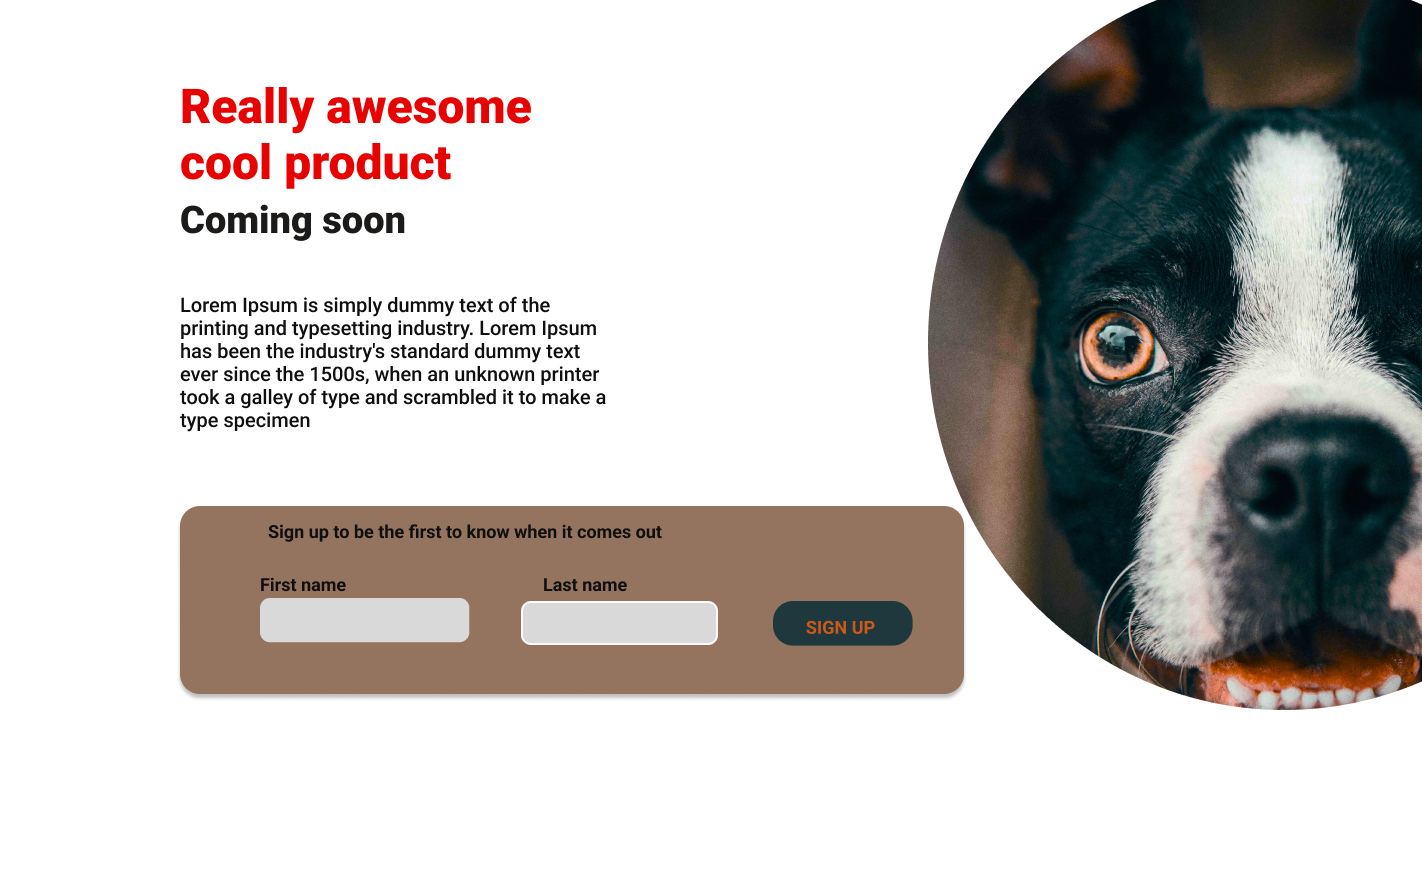 Really awesome
cool product
Coming soon
Lorem Ipsum is simply dummy text of the
printing and typesetting industry. Lorem Ipsum
has been the industry's standard dummy text
ever since the 1500s, when an unknown printer
took a galley of type and scrambled it to make a
type specimen
Sign up to be the first to know when it comes out
First name
Last name
SIGN UP